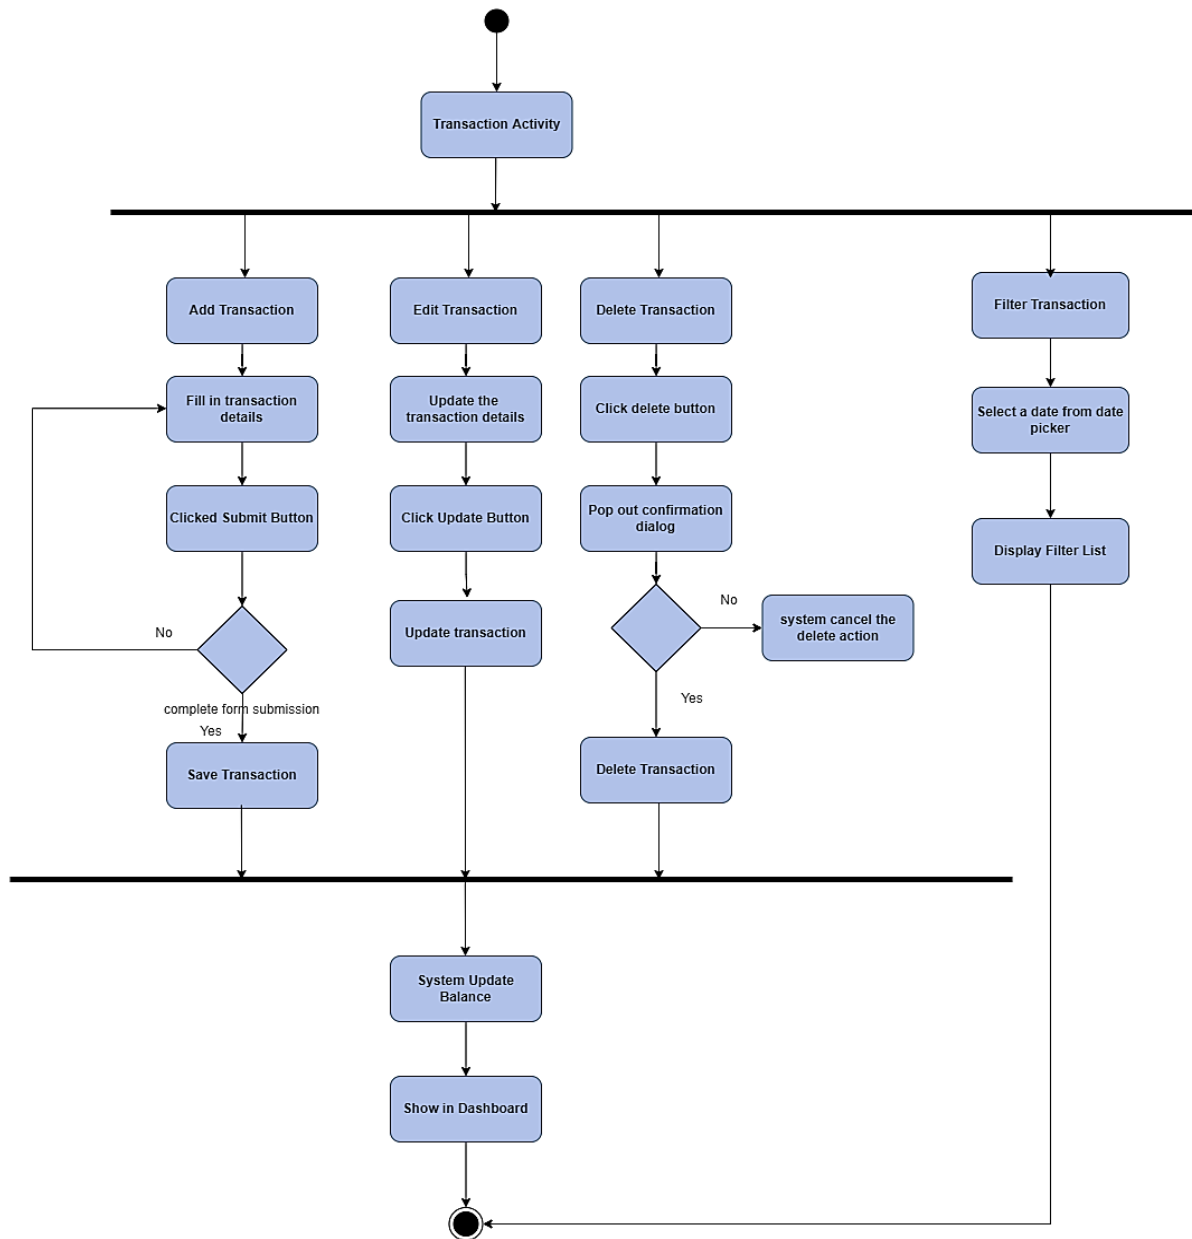 Transaction Activity
Add Transaction
Edit Transaction
Delete Transaction
Filter Transaction
Fill in transaction
details
Update the
transaction details
Click delete button
Select a date from date
picker
Clicked Submit Button
Click Update Button
Pop out confirmation
dialog
Display Filter List
No
Update transaction
No
system cancel the
delete action
complete form submission
Yes
Yes
Save Transaction
Delete Transaction
System Update
Balance
Show in Dashboard